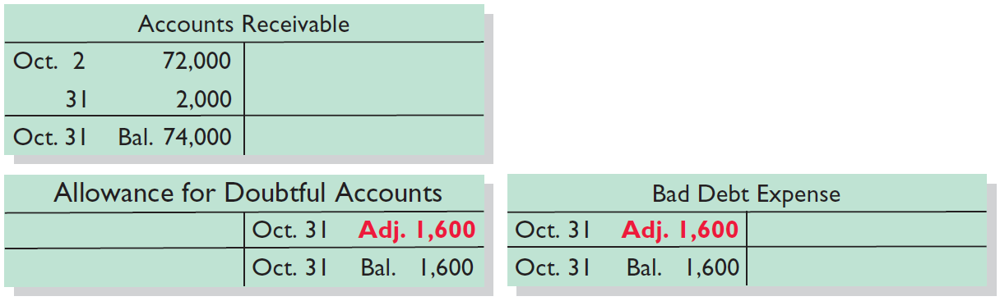 Accounts Receivable
Oct. 2 72,000
31 2,000
Oct. 31 Bal. 74,000
Allowance for Doubtful Accounts
Oct. 31 Adj. 1,600
Oct. 31 Bal. 1,600
Bad Debt Expense
Oct. 31 Adj. 1,600
Oct. 31 Bal. 1,600